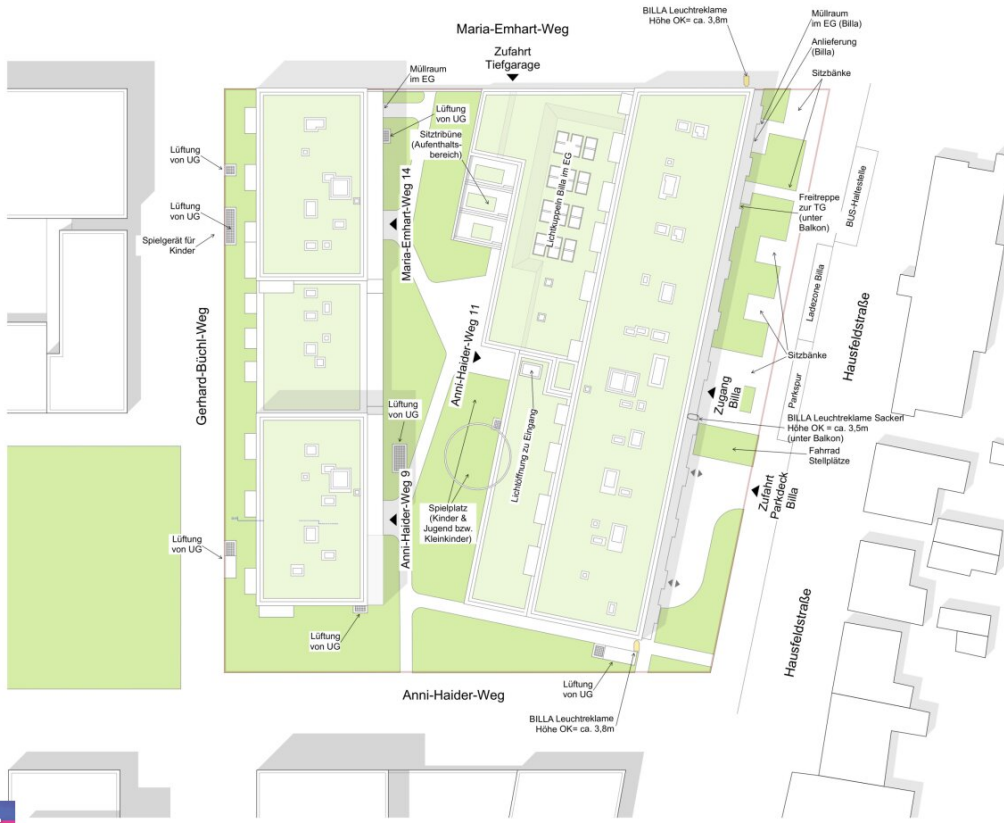 BILLA Leuchtreklame
Höhe OK= ca. 3,8m
Müllraum
im EG (Billa)
Anlieferung
(Billa)
Sitzbänke
Maria-Emhart-Weg
Zufahrt
Tiefgarage
Müllraum
im EG
Lüftung
von UG
Sitztribüne
(Aufenthalts-
bereich)
Lüftung
von UG
Lüftung
von UG
Spielgerät für
Kinder
Maria-Emhart-Weg 14
Lichtkuppeln Billa im EG
Freitreppe
zur TG
(unter
Balkon)
BUS-Haltestelle
Ladezone Billa
Hausfeldstraße
Sitzbänke
Parkspur
Gerhard-Büchl-Weg
Anni-Haider-Weg 11
Zugang
Billa
BILLA Leuchtreklame Sackerl
Höhe OK = ca. 3,5m
(unter Balkon)
Fahrrad
Stellplätze
Lüftung
von UG
Lichtöffnung zu Eingang
Zufahrt
Parkdeck
Billa
Anni-Haider-Weg 9
Spielplatz
(Kinder &
Jugend bzw.
Kleinkinder)
Lüftung
von UG
Lüftung
von UG
Hausfeldstraße
Lüftung
von UG
Anni-Haider-Weg
BILLA Leuchtreklame
Höhe OK= ca. 3,8m